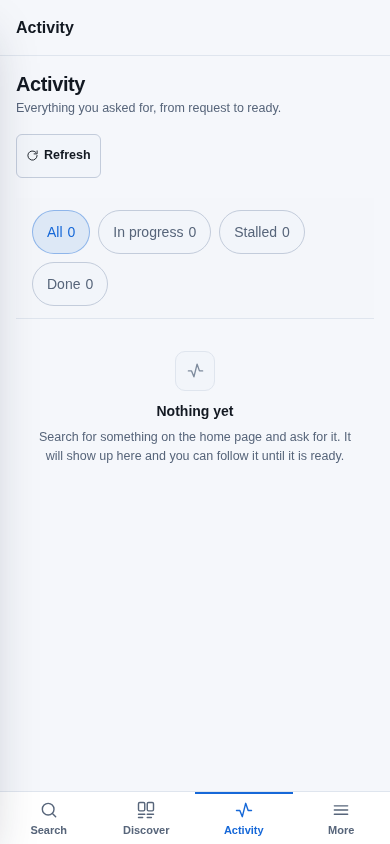 Activity
Activity
Everything you asked for, from request to ready.
Refresh
All 0
In progress 0
Stalled 0
Done 0
Nothing yet
Search for something on the home page and ask for it. It
will show up here and you can follow it until it is ready.
Search
Discover
Activity
More